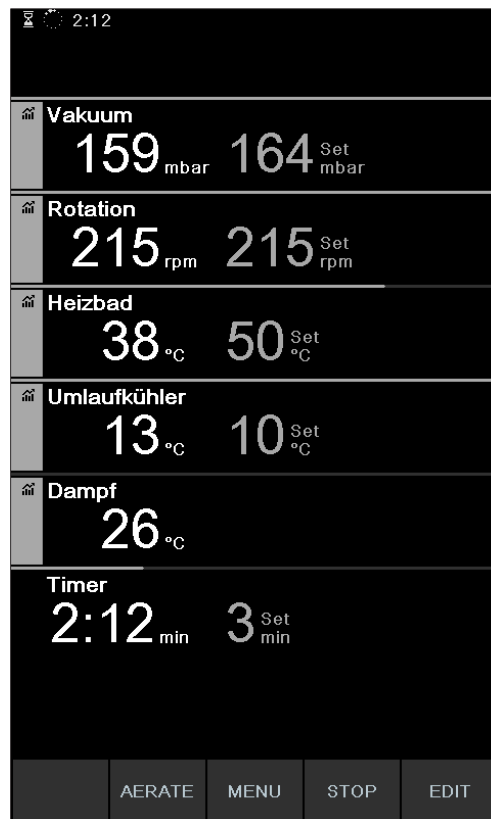 2:12
Vakuum
159 mbar 164 Set mbar
Rotation
215 rpm 215 Set rpm
Heizbad
38 °C 50 Set °C
Umlaufkühler
13 °C 10 Set °C
Dampf
26 °C
Timer
2:12 min 3 Set min
AERATE MENU STOP EDIT